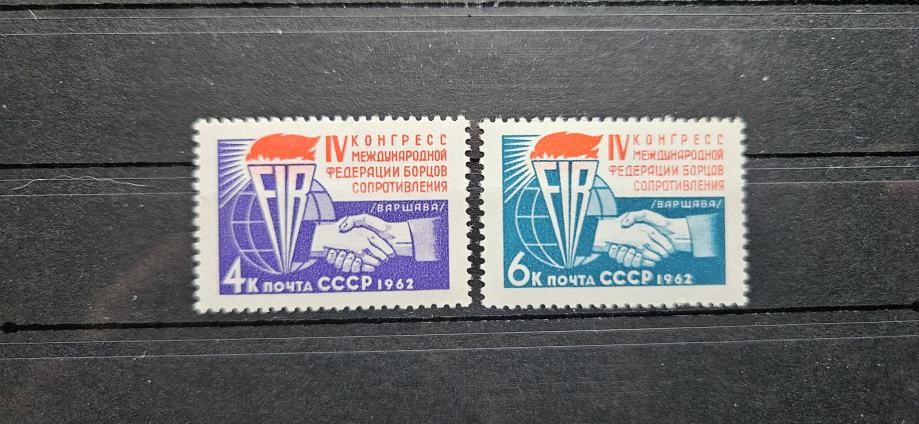 IV КОНГРЕСС
МЕЖДУНАРОДНОЙ
ФЕДЕРАЦИИ БОРЦОВ
СОПРОТИВЛЕНИЯ
/ВАРШАВА/
FIR
4К ПОЧТА СССР 1962
IV КОНГРЕСС
МЕЖДУНАРОДНОЙ
ФЕДЕРАЦИИ БОРЦОВ
СОПРОТИВЛЕНИЯ
/ВАРШАВА/
FIR
6К ПОЧТА СССР 1962